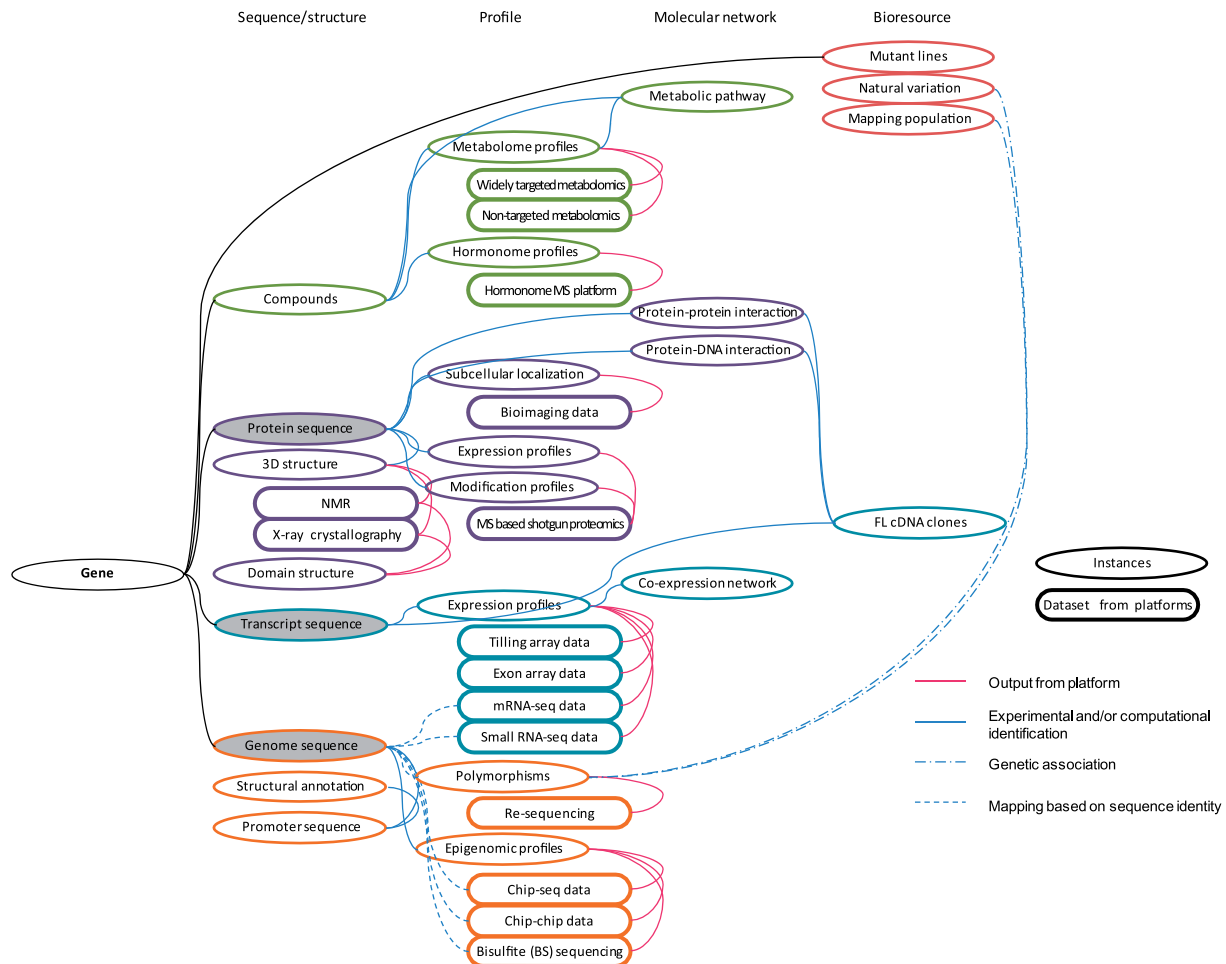 Sequence/structure
Profile
Molecular network
Bioresource
Mutant lines
Natural variation
Mapping population
Metabolic pathway
Metabolome profiles
Widely targeted metabolomics
Non-targeted metabolomics
Hormonome profiles
Hormonome MS platform
Compounds
Protein-protein interaction
Protein-DNA interaction
Subcellular localization
Bioimaging data
Protein sequence
3D structure
NMR
X-ray crystallography
Domain structure
Expression profiles
Modification profiles
MS based shotgun proteomics
FL cDNA clones
Gene
Co-expression network
Expression profiles
Transcript sequence
Tilling array data
Exon array data
mRNA-seq data
Small RNA-seq data
Genome sequence
Structural annotation
Promoter sequence
Polymorphisms
Re-sequencing
Epigenomic profiles
Chip-seq data
Chip-chip data
Bisulfite (BS) sequencing
Instances
Dataset from platforms
Output from platform
Experimental and/or computational
identification
Genetic association
Mapping based on sequence identity